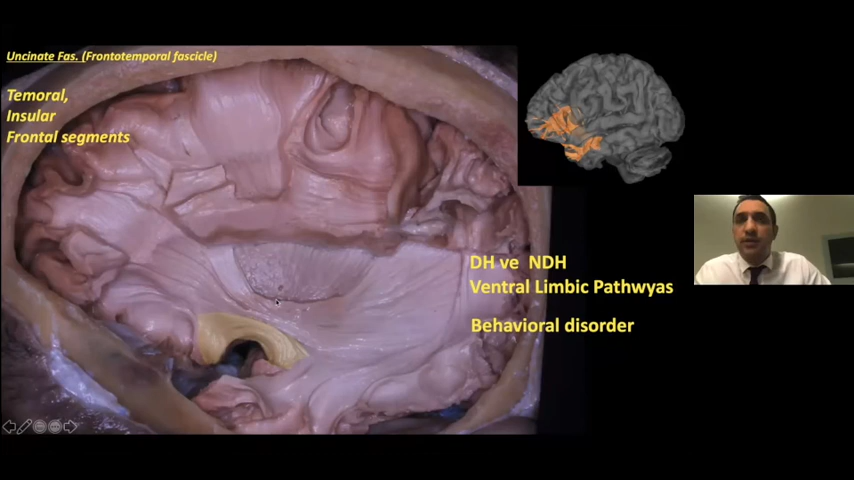 Uncinate Fas. (Frontotemporal fascicle)
Temoral,
Insular
Frontal segments
DH ve NDH
Ventral Limbic Pathwyas
Behavioral disorder